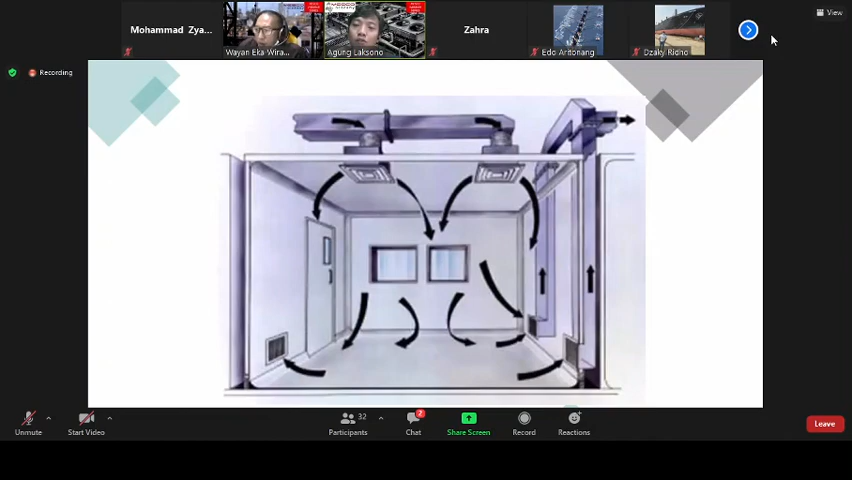 Mohammad Zya...
Wayan Eka Wira...
Agung Laksono
Zahra
Edo Aritonang
Dzaky Ridho
View
Recording
Unmute
Start Video
32
Participants
2
Chat
Share Screen
Record
Reactions
Leave